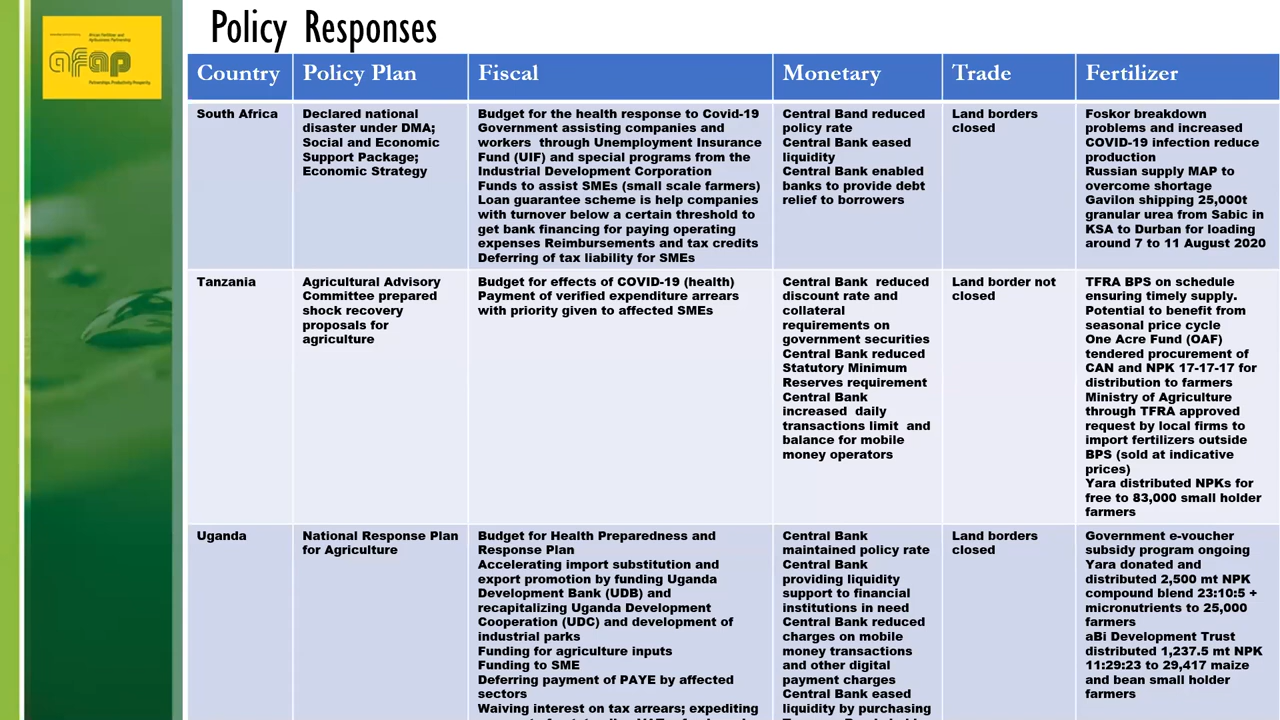 Policy Responses
afap
Partnerships, Productivity, Prosperity
Country
Policy Plan
Fiscal
Monetary
Trade
Fertilizer
South Africa
Declared national
disaster under DMA;
Social and Economic
Support Package;
Economic Strategy
Budget for the health response to Covid-19
Government assisting companies and
workers through Unemployment Insurance
Fund (UIF) and special programs from the
Industrial Development Corporation
Funds to assist SMEs (small scale farmers)
Loan guarantee scheme is help companies
with turnover below a certain threshold to
get bank financing for paying operating
expenses Reimbursements and tax credits
Deferring of tax liability for SMEs
Central Band reduced
policy rate
Central Bank eased
liquidity
Central Bank enabled
banks to provide debt
relief to borrowers
Land borders
closed
Foskor breakdown
problems and increased
COVID-19 infection reduce
production
Russian supply MAP to
overcome shortage
Gavilon shipping 25,000t
granular urea from Sabic in
KSA to Durban for loading
around 7 to 11 August 2020
Tanzania
Agricultural Advisory
Committee prepared
shock recovery
proposals for
agriculture
Budget for effects of COVID-19 (health)
Payment of verified expenditure arrears
with priority given to affected SMEs
Central Bank reduced
discount rate and
collateral
requirements on
government securities
Central Bank reduced
Statutory Minimum
Reserves requirement
Central Bank
increased daily
transactions limit and
balance for mobile
money operators
Land border not
closed
TFRA BPS on schedule
ensuring timely supply.
Potential to benefit from
seasonal price cycle
One Acre Fund (OAF)
tendered procurement of
CAN and NPK 17-17-17 for
distribution to farmers
Ministry of Agriculture
through TFRA approved
request by local firms to
import fertilizers outside
BPS (sold at indicative
prices)
Yara distributed NPKs for
free to 83,000 small holder
farmers
Uganda
National Response Plan
for Agriculture
Budget for Health Preparedness and
Response Plan
Accelerating import substitution and
export promotion by funding Uganda
Development Bank (UDB) and
recapitalizing Uganda Development
Cooperation (UDC) and development of
industrial parks
Funding for agriculture inputs
Funding to SME
Deferring payment of PAYE by affected
sectors
Waiving interest on tax arrears; expediting
Central Bank
maintained policy rate
Central Bank
providing liquidity
support to financial
institutions in need
Central Bank reduced
charges on mobile
money transactions
and other digital
payment charges
Central Bank eased
liquidity by purchasing
Land borders
closed
Government e-voucher
subsidy program ongoing
Yara donated and
distributed 2,500 mt NPK
compound blend 23:10:5 +
micronutrients to 25,000
farmers
aBi Development Trust
distributed 1,237.5 mt NPK
11:29:23 to 29,417 maize
and bean small holder
farmers